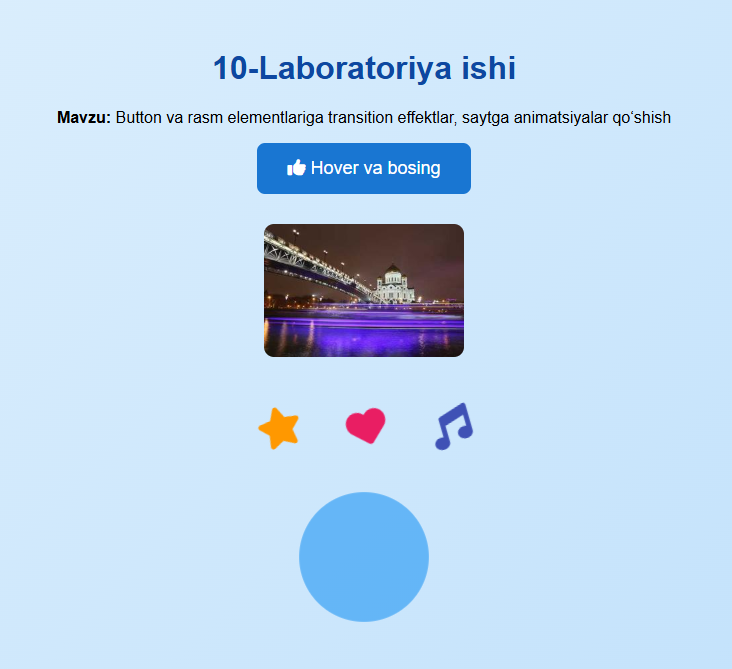 10-Laboratoriya ishi
Mavzu: Button va rasm elementlariga transition effektlar, saytga animatsiyalar qo‘shish
Hover va bosing